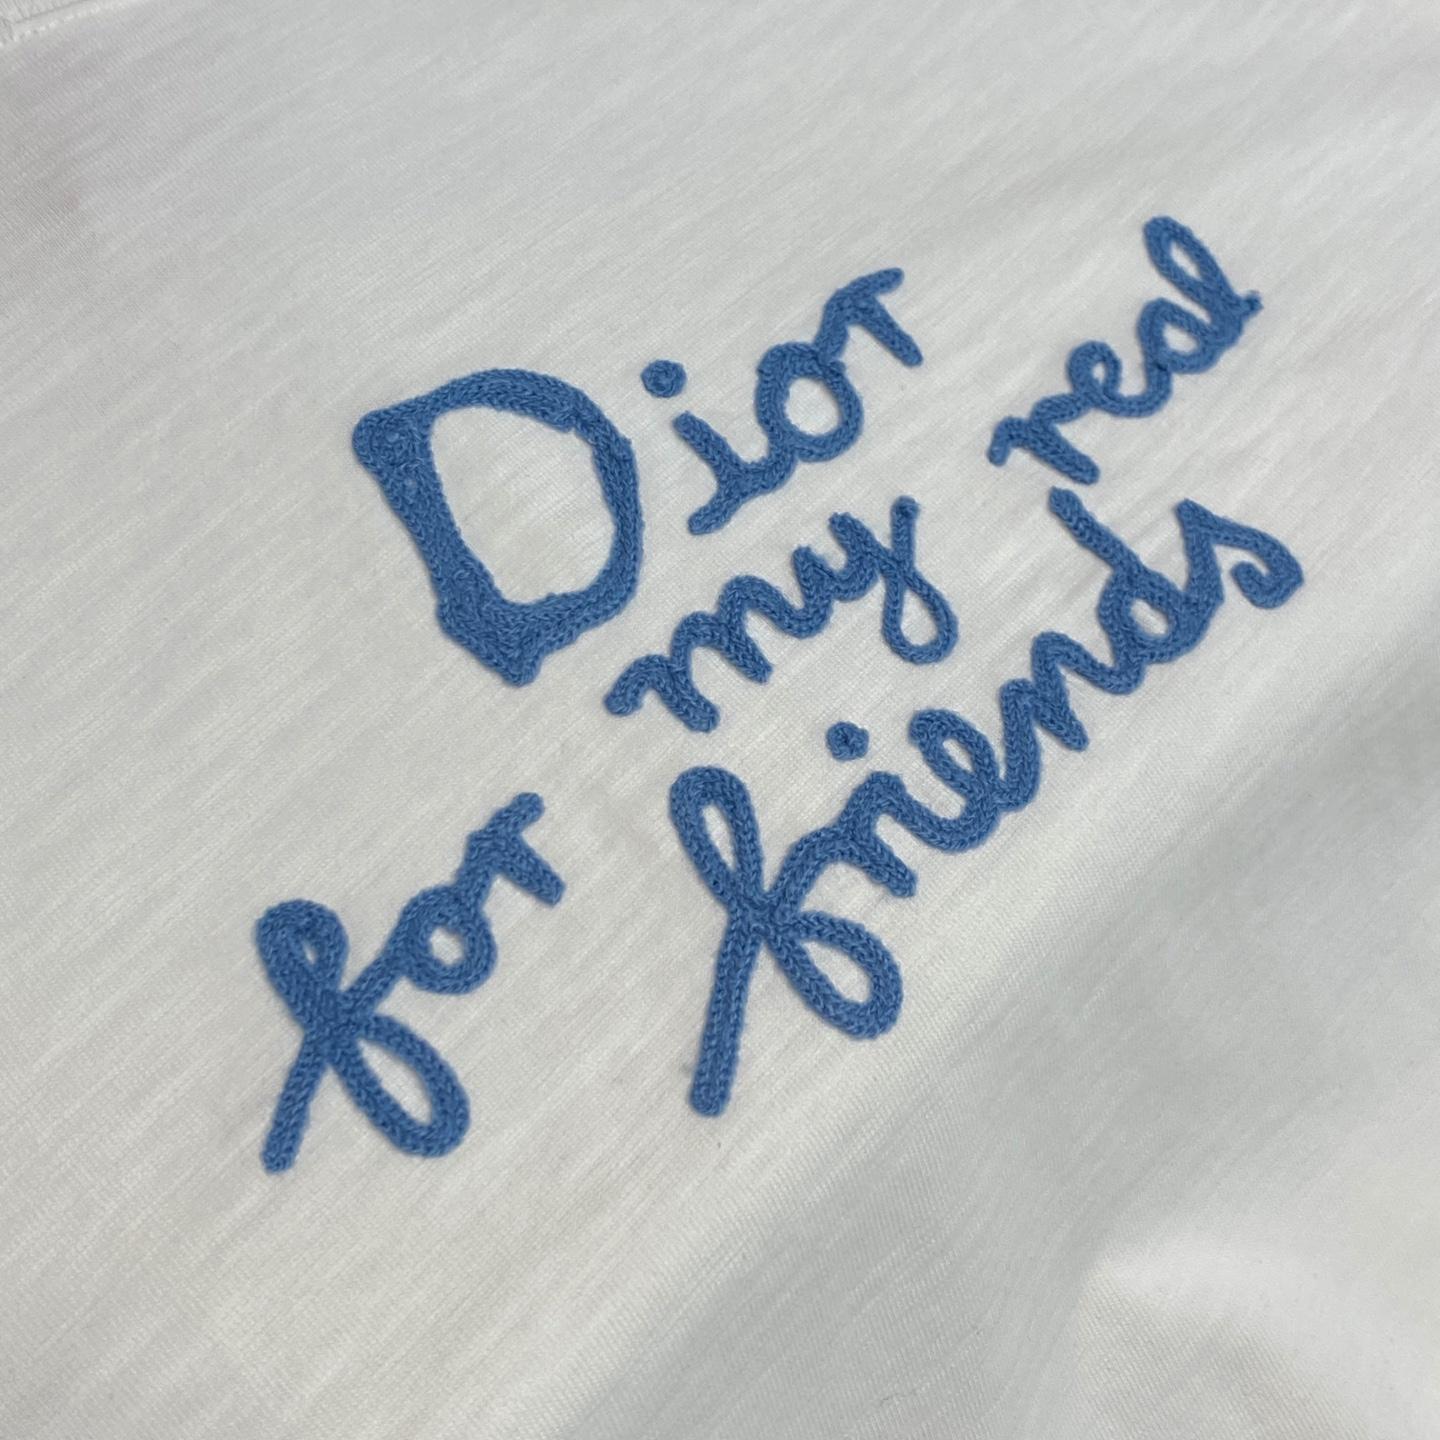 Dior
for my real
friends